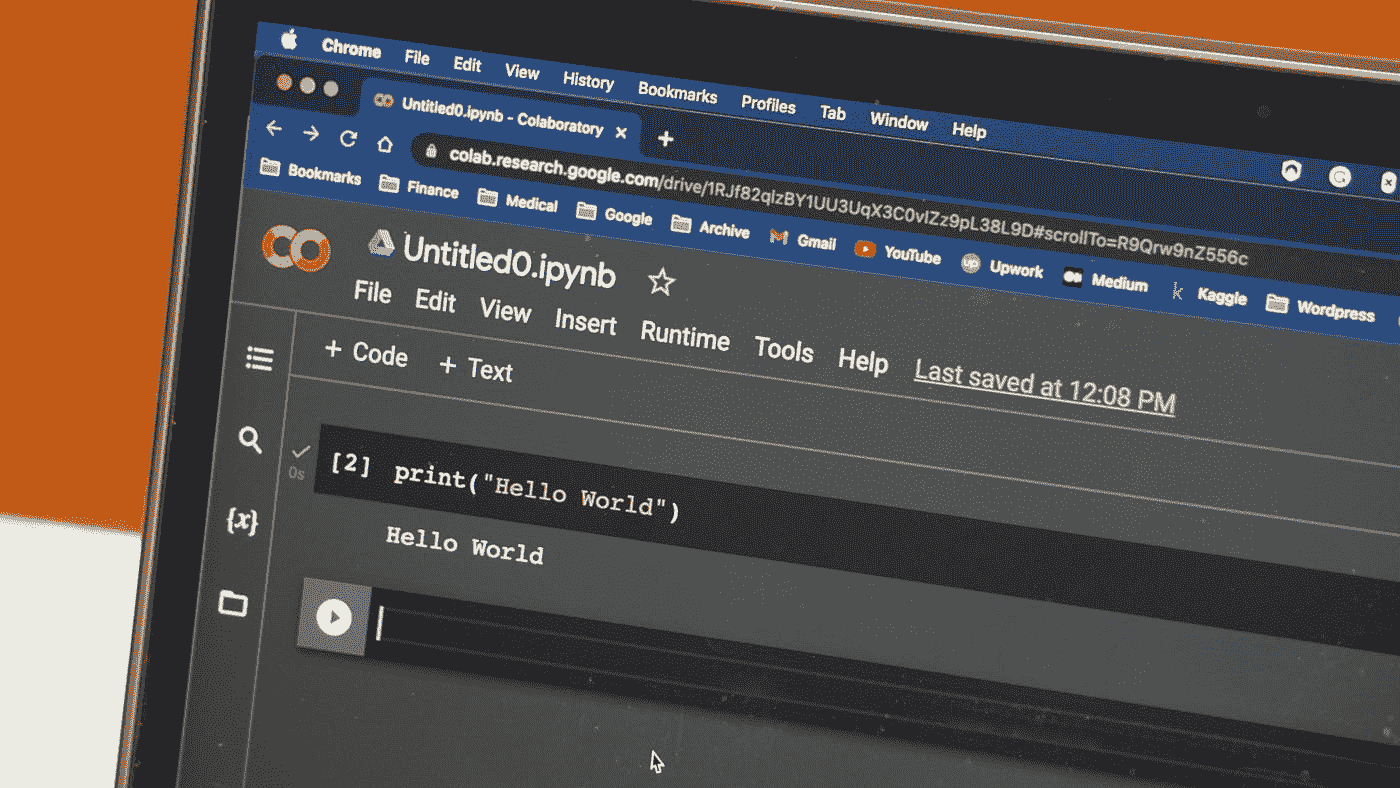 Chrome File Edit View History Bookmarks Profiles Tab Window Help
Untitled0.ipynb - Colaboratory
colab.research.google.com/drive/1RJf82qlzBY1UU3UqX3C0vlZz9pL38L9D#scrollTo=R9Qrw9nZ556c
Bookmarks Finance Medical Google Archive Gmail YouTube Upwork Medium Kaggle Wordpress
Untitled0.ipynb
File Edit View Insert Runtime Tools Help Last saved at 12:08 PM
+ Code + Text
[2] print("Hello World")
0s
Hello World
{x}